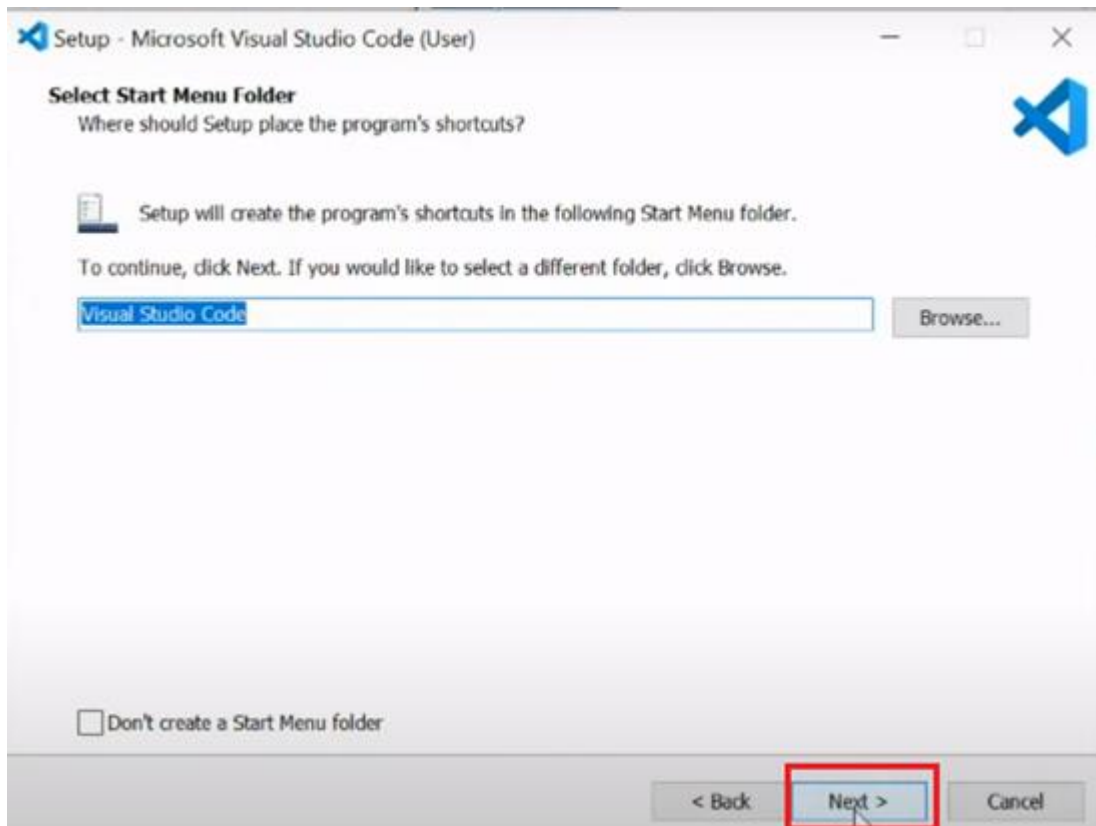 Setup - Microsoft Visual Studio Code (User)
Select Start Menu Folder
Where should Setup place the program's shortcuts?
Setup will create the program's shortcuts in the following Start Menu folder.
To continue, click Next. If you would like to select a different folder, click Browse.
Visual Studio Code
Browse...
Don't create a Start Menu folder
< Back Next > Cancel